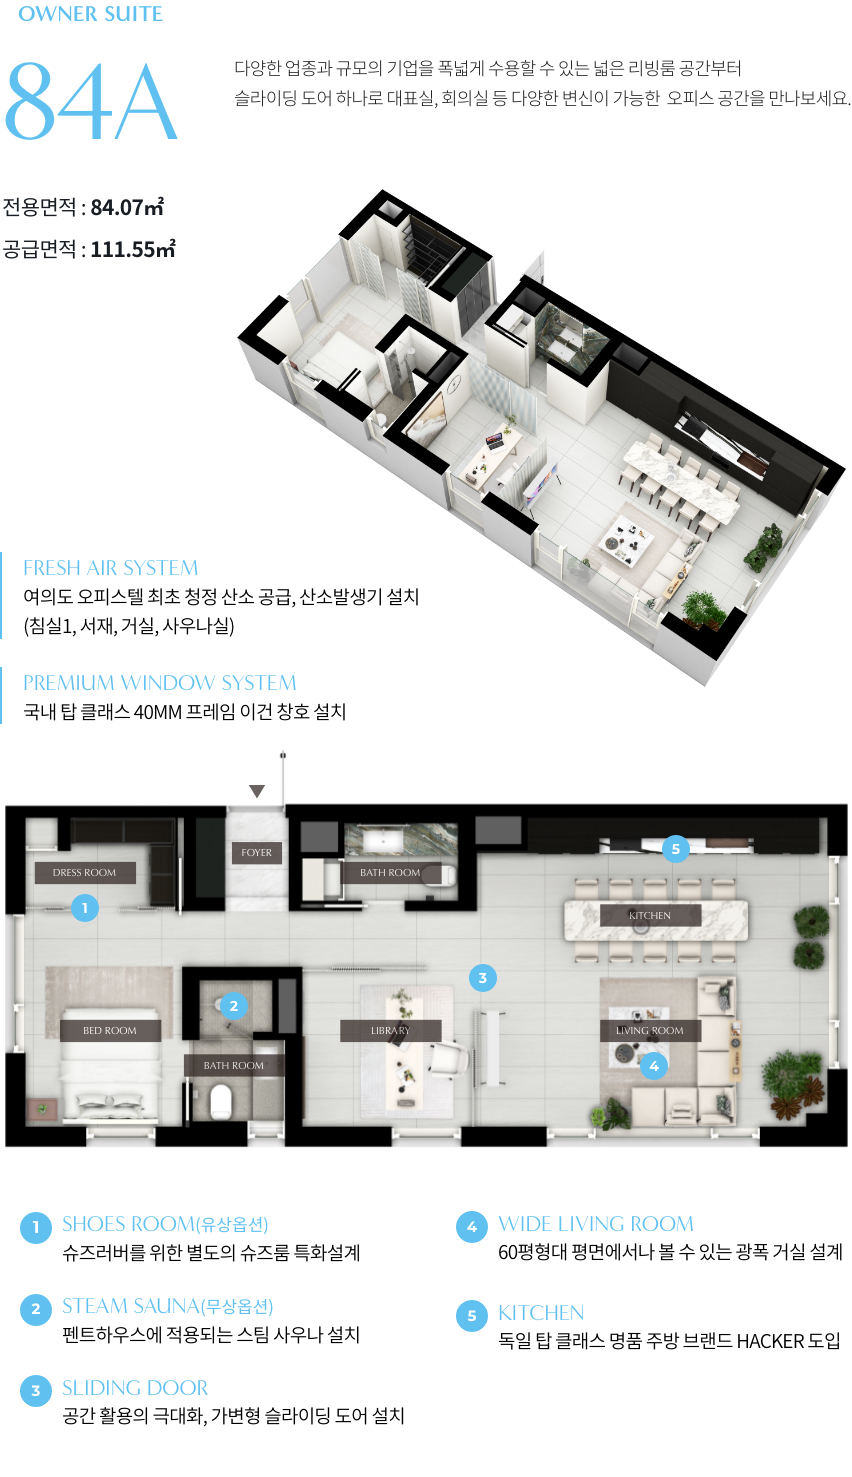 OWNER SUITE
84A
다양한 업종과 규모의 기업을 폭넓게 수용할 수 있는 넓은 리빙룸 공간부터
슬라이딩 도어 하나로 대표실, 회의실 등 다양한 변신이 가능한 오피스 공간을 만나보세요.
전용면적 : 84.07㎡
공급면적 : 111.55㎡
FRESH AIR SYSTEM
여의도 오피스텔 최초 청정 산소 공급, 산소발생기 설치
(침실1, 서재, 거실, 사우나실)
PREMIUM WINDOW SYSTEM
국내 탑 클래스 40MM 프레임 이건 창호 설치
FOYER
DRESS ROOM
BATH ROOM
5
1
KITCHEN
3
2
BED ROOM
LIBRARY
LIVING ROOM
BATH ROOM
4
1 SHOES ROOM(유상옵션)
슈즈러버를 위한 별도의 슈즈룸 특화설계
2 STEAM SAUNA(무상옵션)
펜트하우스에 적용되는 스팀 사우나 설치
3 SLIDING DOOR
공간 활용의 극대화, 가변형 슬라이딩 도어 설치
4 WIDE LIVING ROOM
60평형대 평면에서나 볼 수 있는 광폭 거실 설계
5 KITCHEN
독일 탑 클래스 명품 주방 브랜드 HACKER 도입